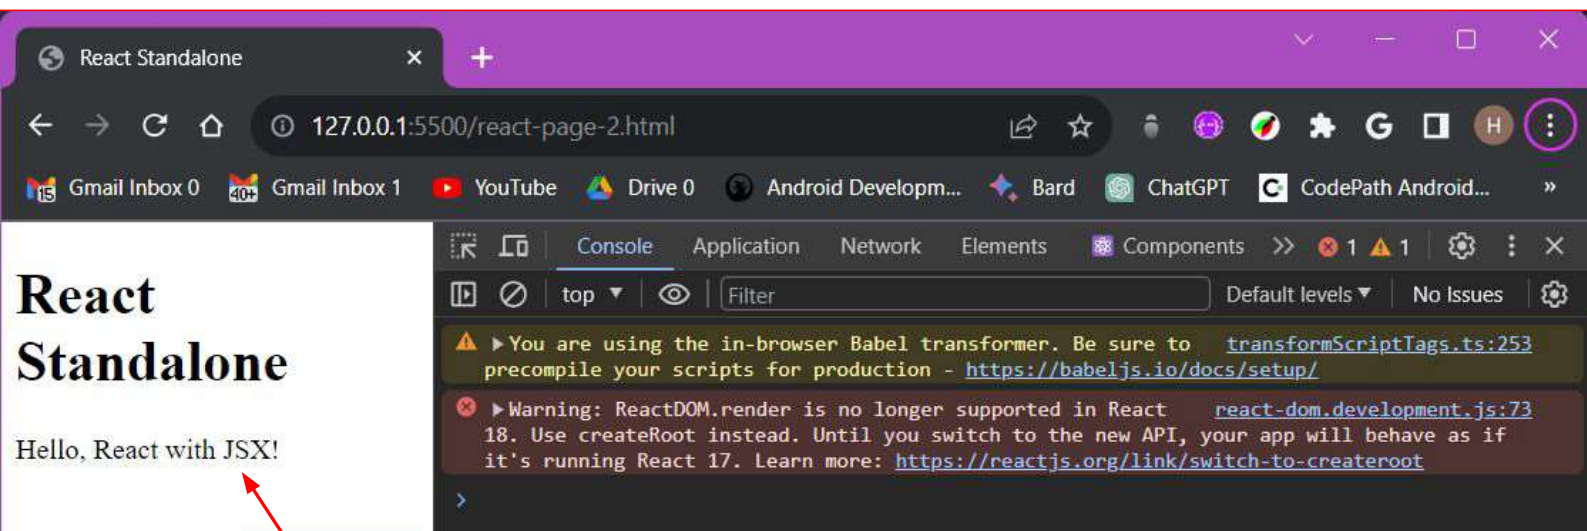 React Standalone
127.0.0.1:5500/react-page-2.html
G
H
15 Gmail Inbox 0 40+ Gmail Inbox 1 YouTube Drive 0 Android Developm... Bard ChatGPT C CodePath Android... »
Console Application Network Elements Components 1 1
top Filter Default levels No Issues
React
Standalone
Hello, React with JSX!
You are using the in-browser Babel transformer. Be sure to transformScriptTags.ts:253
precompile your scripts for production - https://babeljs.io/docs/setup/
Warning: ReactDOM.render is no longer supported in React react-dom.development.js:73
18. Use createRoot instead. Until you switch to the new API, your app will behave as if
it's running React 17. Learn more: https://reactjs.org/link/switch-to-createroot